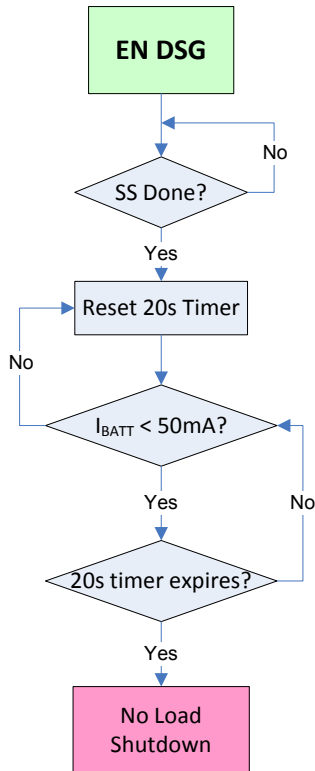 EN DSG
No
SS Done?
Yes
Reset 20s Timer
No
I_BATT < 50mA?
Yes
No
20s timer expires?
Yes
No Load
Shutdown